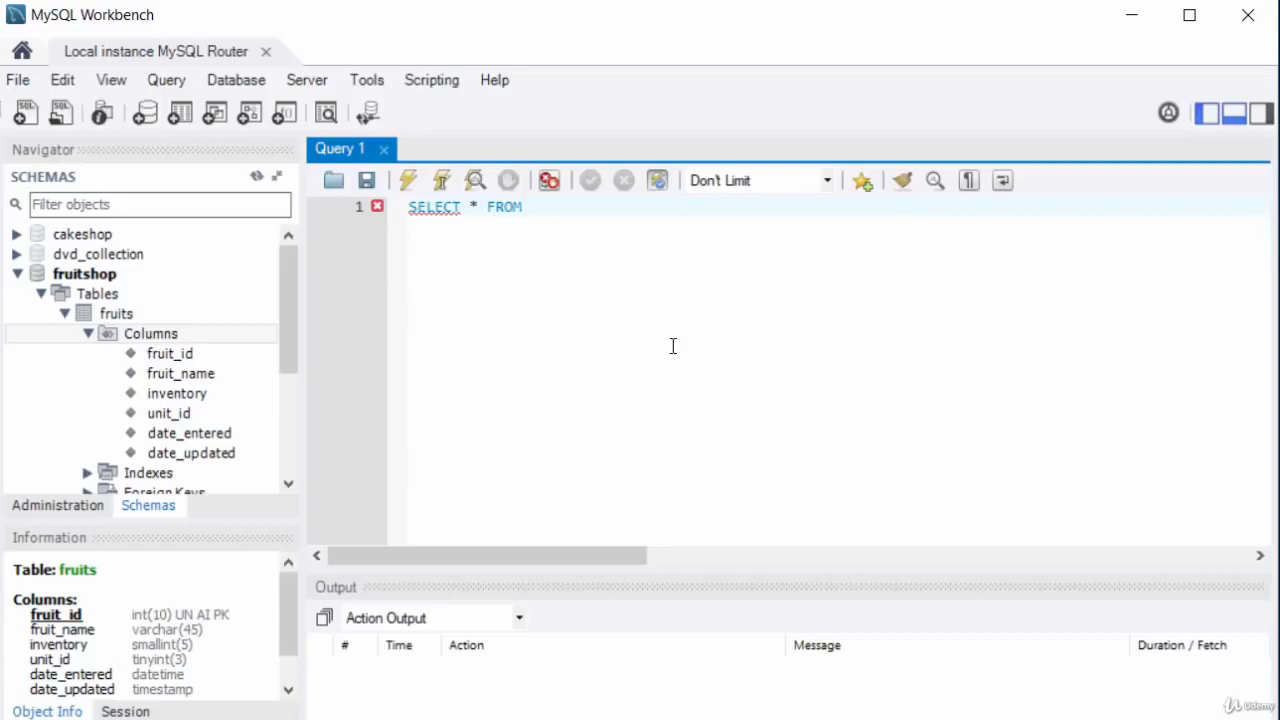 MySQL Workbench
Local instance MySQL Router
File Edit View Query Database Server Tools Scripting Help
Navigator
SCHEMAS
Filter objects
cakeshop
dvd_collection
fruitshop
Tables
fruits
Columns
fruit_id
fruit_name
inventory
unit_id
date_entered
date_updated
Indexes
Foreign Keys
Administration Schemas
Information
Table: fruits
Columns:
fruit_id int(10) UN AI PK
fruit_name varchar(45)
inventory smallint(5)
unit_id tinyint(3)
date_entered datetime
date_updated timestamp
Object Info Session
Query 1
Don't Limit
1 SELECT * FROM
Output
Action Output
# Time Action Message Duration / Fetch
Udemy